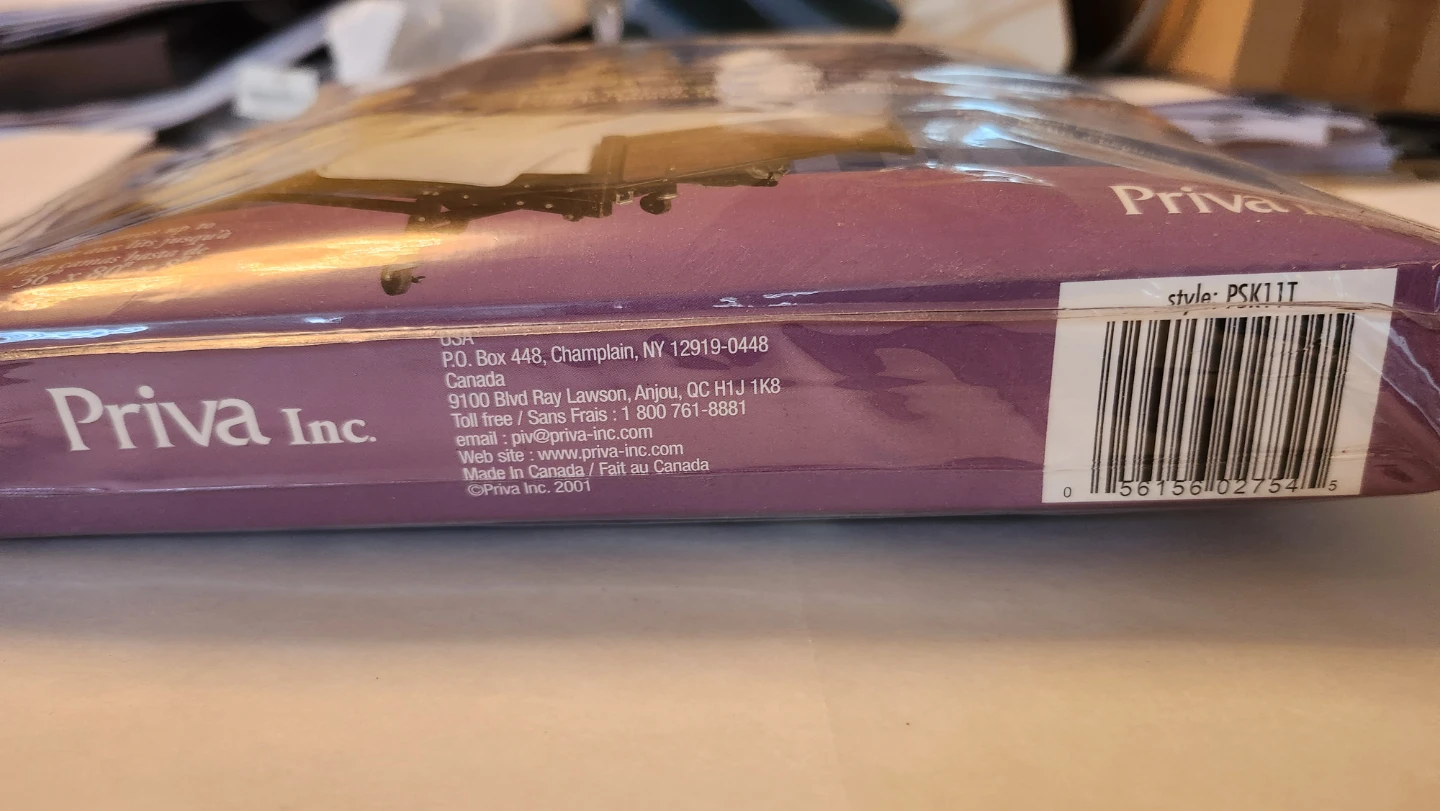 Priva
style: PSK11T
Priva Inc.
USA
P.O. Box 448, Champlain, NY 12919-0448
Canada
9100 Blvd Ray Lawson, Anjou, QC H1J 1K8
Toll free / Sans Frais : 1 800 761-8881
email : piv@priva-inc.com
Web site : www.priva-inc.com
Made In Canada / Fait au Canada
©Priva Inc. 2001
0 56156 02754 5